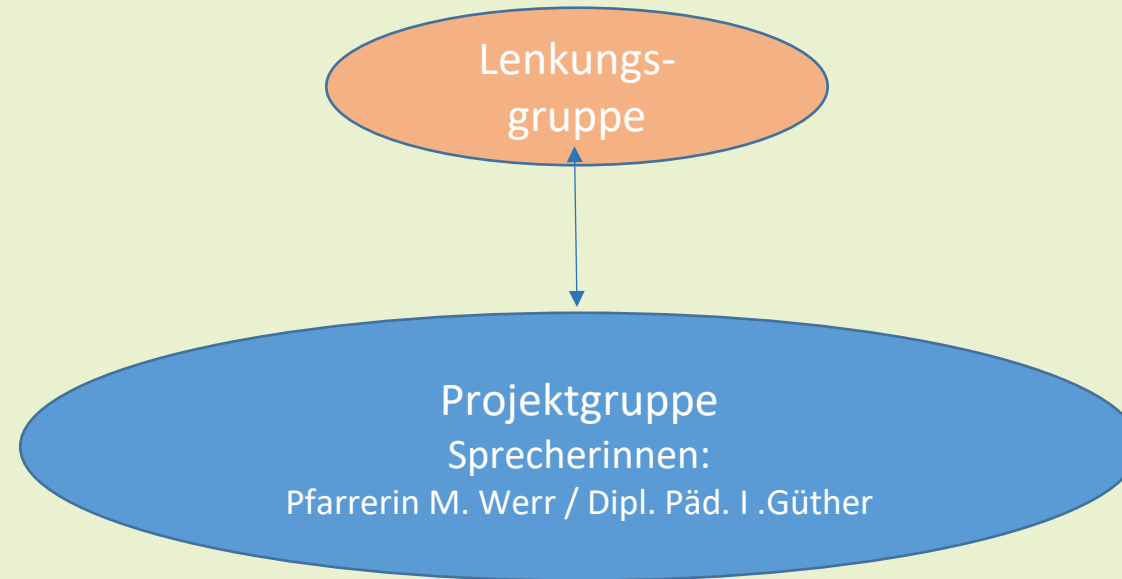 Lenkungs-
gruppe
Projektgruppe
Sprecherinnen:
Pfarrerin M. Werr / Dipl. Päd. I .Güther